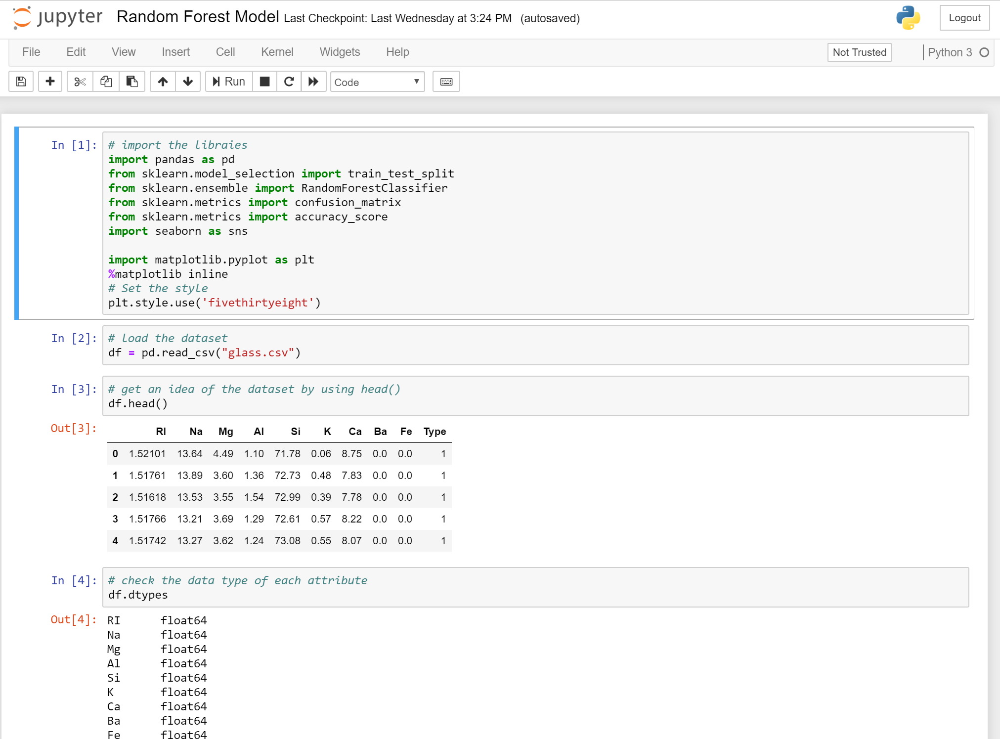 jupyter Random Forest Model Last Checkpoint: Last Wednesday at 3:24 PM (autosaved) Logout
File Edit View Insert Cell Kernel Widgets Help Not Trusted Python 3
Run Code
In [1]: # import the libraies
import pandas as pd
from sklearn.model_selection import train_test_split
from sklearn.ensemble import RandomForestClassifier
from sklearn.metrics import confusion_matrix
from sklearn.metrics import accuracy_score
import seaborn as sns
import matplotlib.pyplot as plt
%matplotlib inline
# Set the style
plt.style.use('fivethirtyeight')
In [2]: # load the dataset
df = pd.read_csv("glass.csv")
In [3]: # get an idea of the dataset by using head()
df.head()
Out[3]: RI Na Mg Al Si K Ca Ba Fe Type
0 1.52101 13.64 4.49 1.10 71.78 0.06 8.75 0.0 0.0 1
1 1.51761 13.89 3.60 1.36 72.73 0.48 7.83 0.0 0.0 1
2 1.51618 13.53 3.55 1.54 72.99 0.39 7.78 0.0 0.0 1
3 1.51766 13.21 3.69 1.29 72.61 0.57 8.22 0.0 0.0 1
4 1.51742 13.27 3.62 1.24 73.08 0.55 8.07 0.0 0.0 1
In [4]: # check the data type of each attribute
df.dtypes
Out[4]: RI float64
Na float64
Mg float64
Al float64
Si float64
K float64
Ca float64
Ba float64
Fe float64